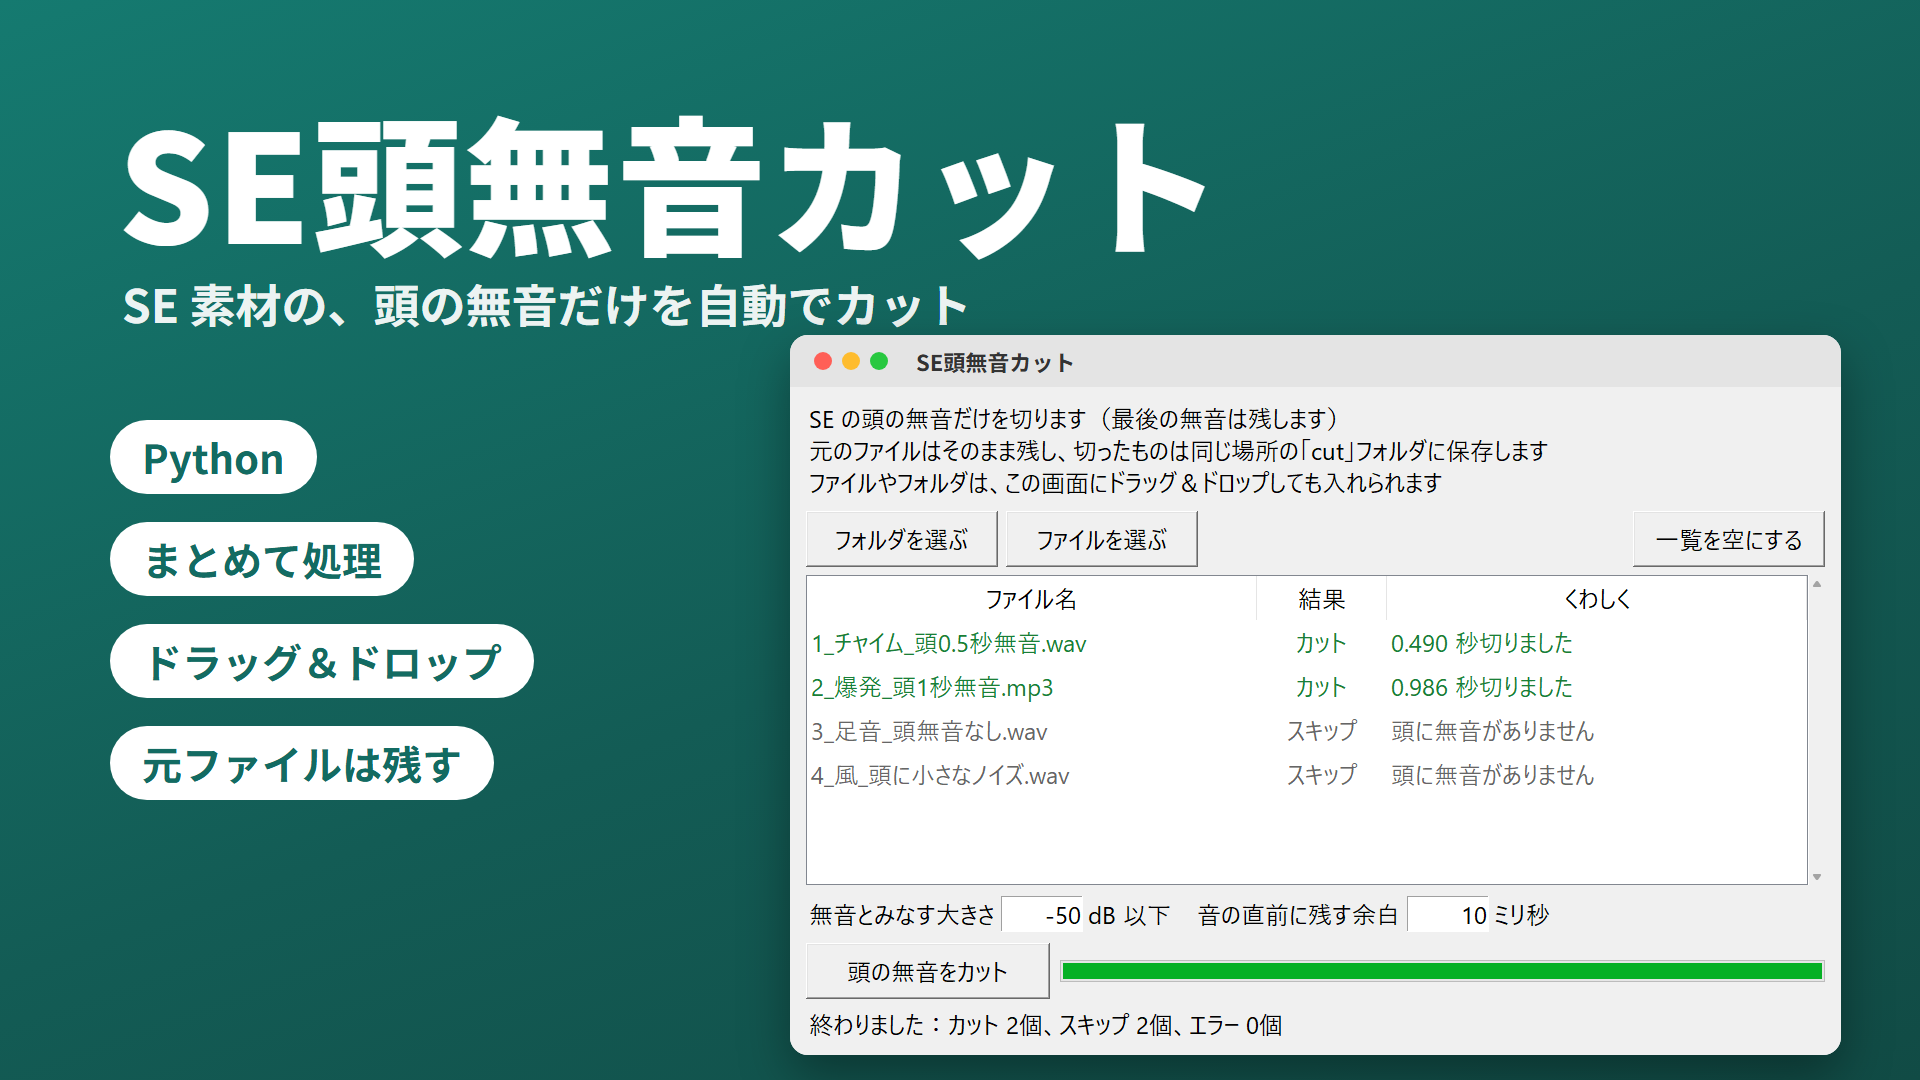 SE頭無音カット
SE 素材の、頭の無音だけを自動でカット
Python
まとめて処理
ドラッグ＆ドロップ
元ファイルは残す
SE頭無音カット
SE の頭の無音だけを切ります（最後の無音は残します）
元のファイルはそのまま残し、切ったものは同じ場所の「cut」フォルダに保存します
ファイルやフォルダは、この画面にドラッグ＆ドロップしても入れられます
フォルダを選ぶ ファイルを選ぶ 一覧を空にする
ファイル名 結果 くわしく
1_チャイム_頭0.5秒無音.wav カット 0.490 秒切りました
2_爆発_頭1秒無音.mp3 カット 0.986 秒切りました
3_足音_頭無音なし.wav スキップ 頭に無音がありません
4_風_頭に小さなノイズ.wav スキップ 頭に無音がありません
無音とみなす大きさ -50 dB 以下 音の直前に残す余白 10 ミリ秒
頭の無音をカット
終わりました：カット 2個、スキップ 2個、エラー 0個